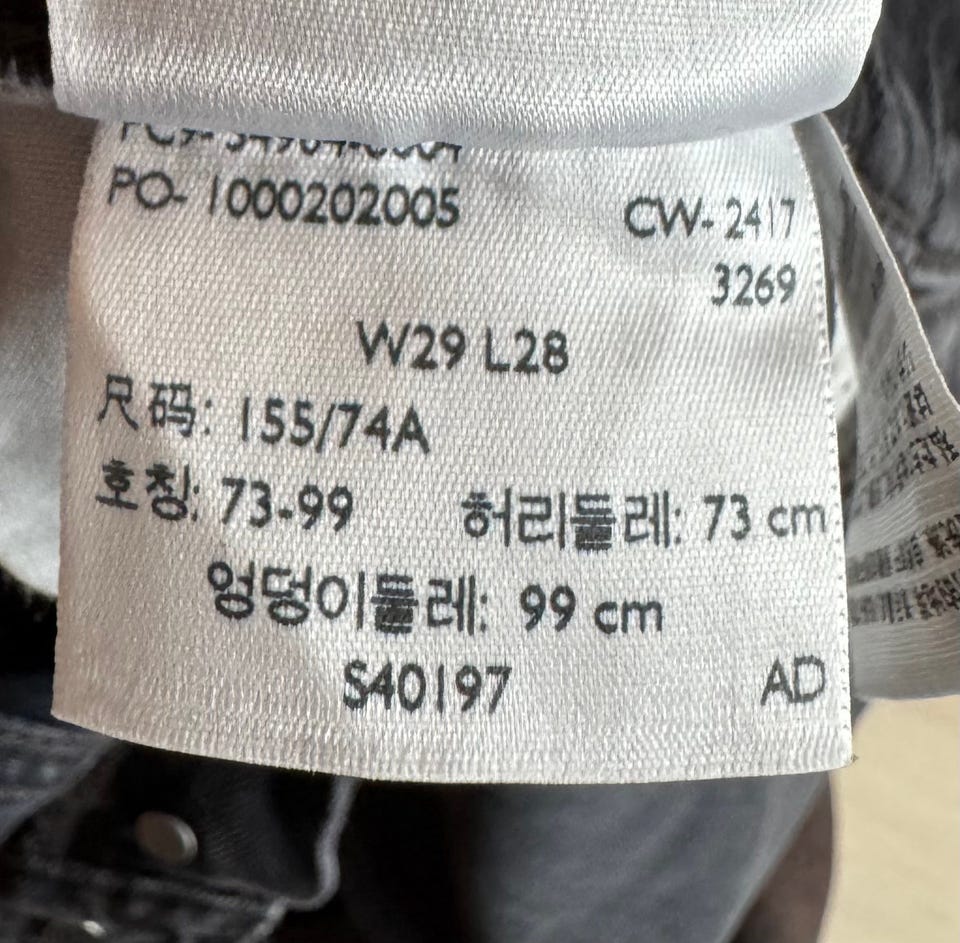 PO- 1000202005
CW- 2417
3269
W29 L28
尺码: 155/74A
호칭: 73-99 허리둘레: 73 cm
엉덩이둘레: 99 cm
S40197 AD